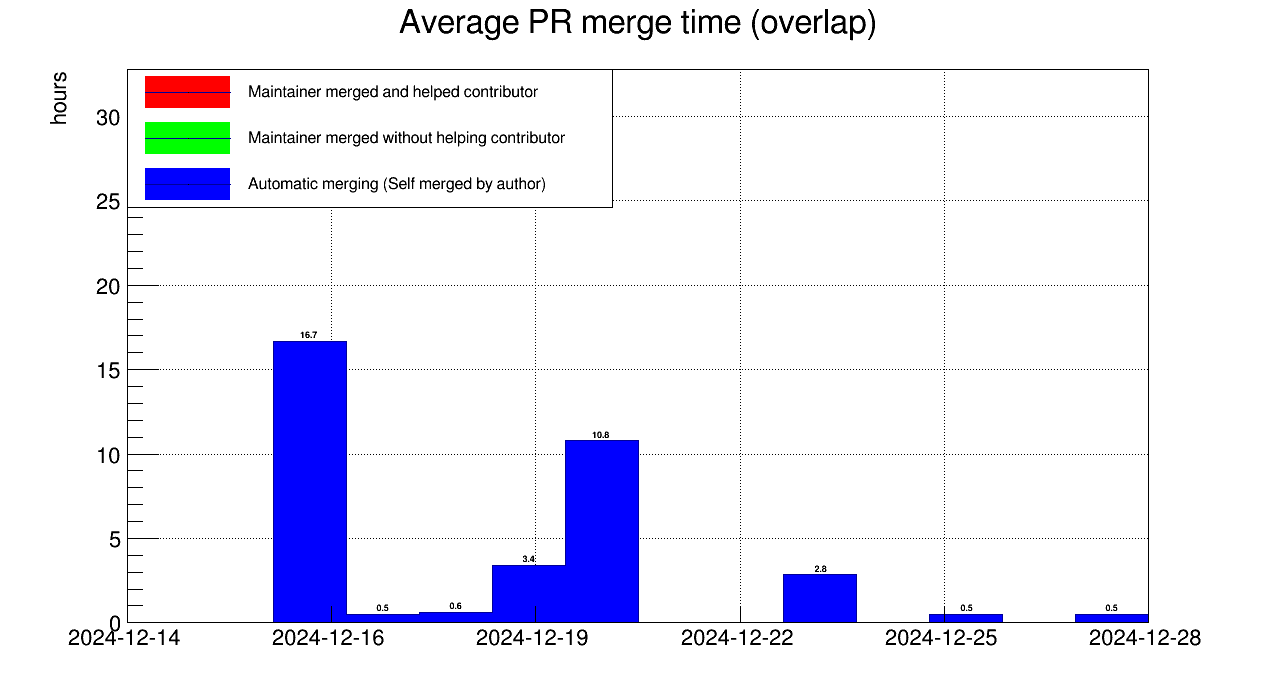 Average PR merge time (overlap)
hours
Maintainer merged and helped contributor
Maintainer merged without helping contributor
Automatic merging (Self merged by author)
30
25
20
15
10
5
0
16.7
0.5
0.6
3.4
10.8
2.8
0.5
0.5
2024-12-14 2024-12-16 2024-12-19 2024-12-22 2024-12-25 2024-12-28